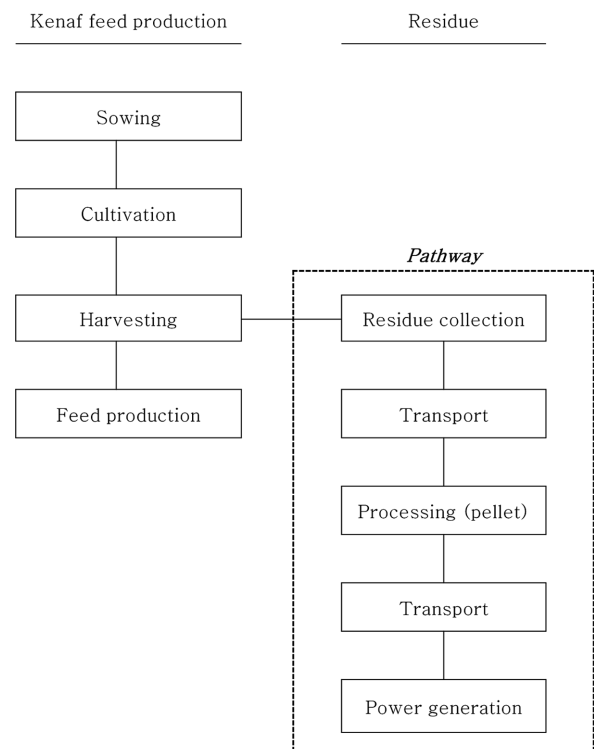 Kenaf feed production
Residue
Sowing
Cultivation
Pathway
Harvesting
Residue collection
Feed production
Transport
Processing (pellet)
Transport
Power generation